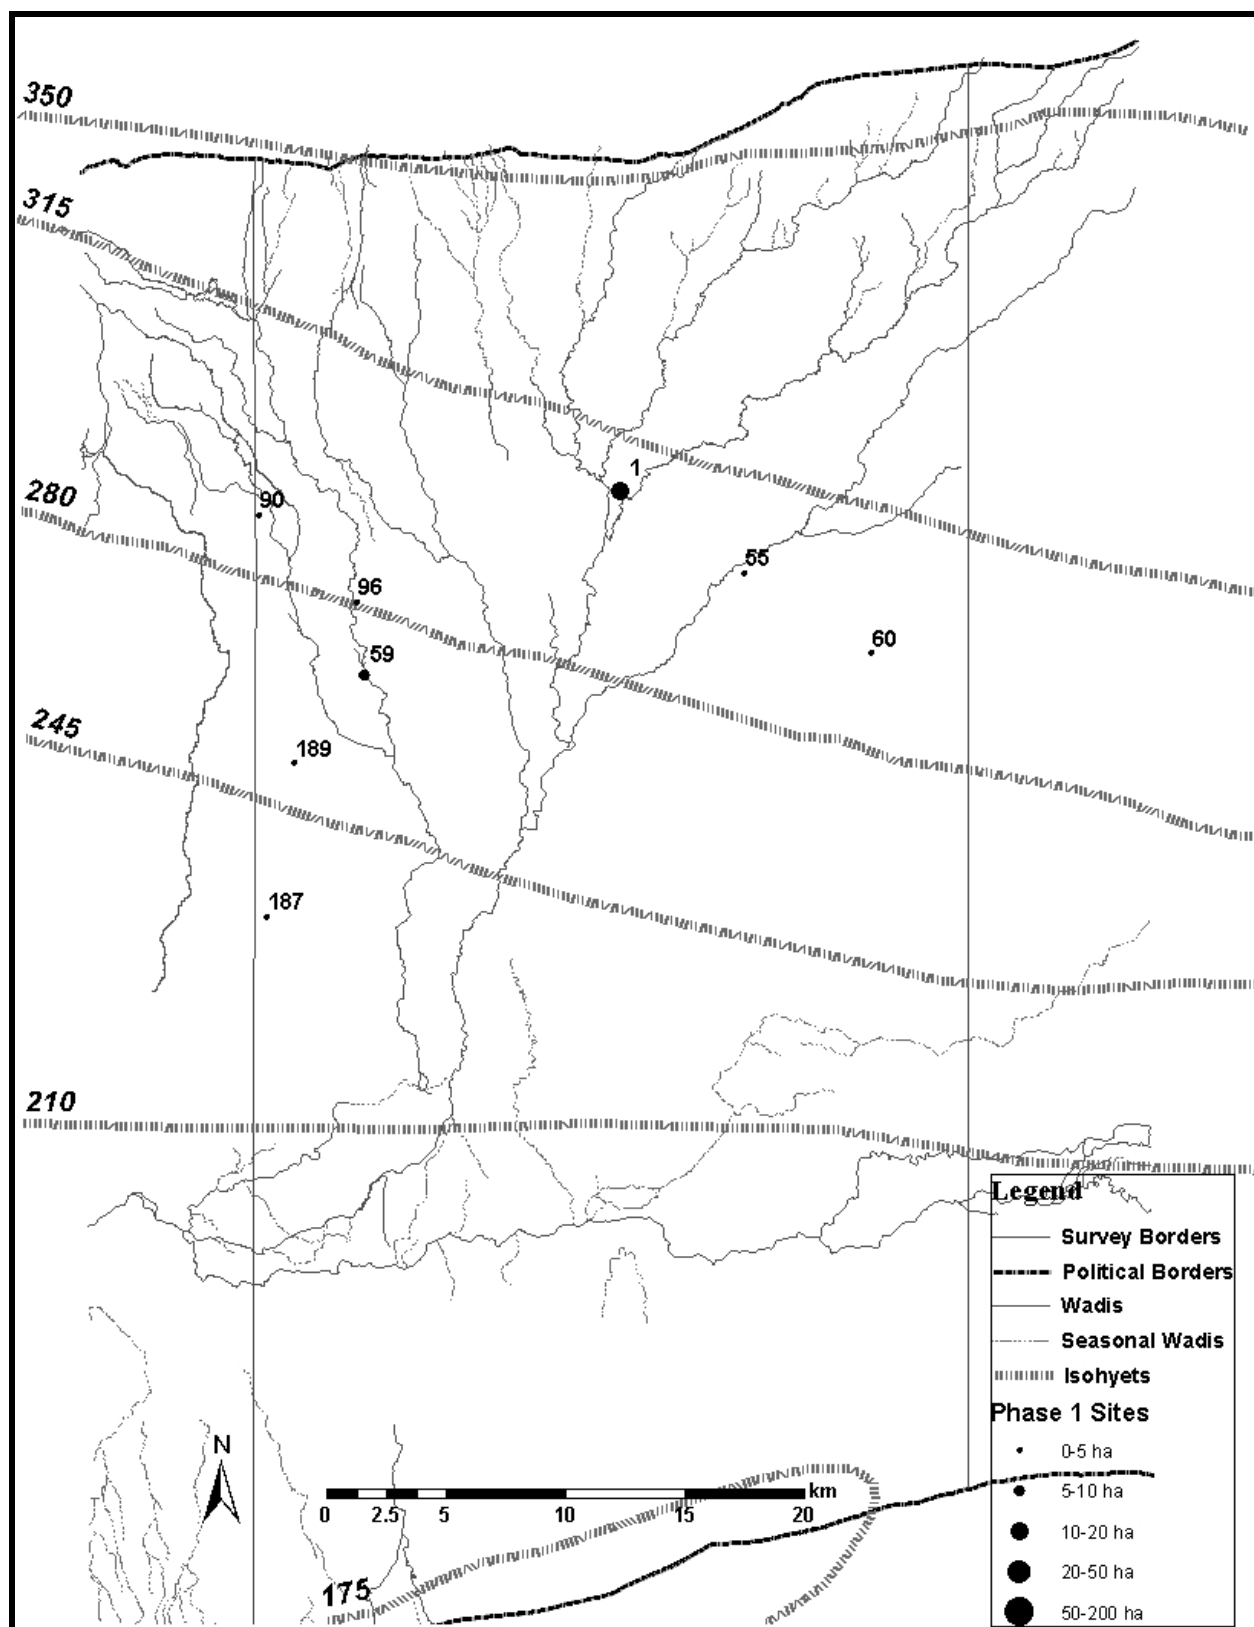 350
315
1
280
90
55
96
60
59
245
189
187
210
Legend
Survey Borders
Political Borders
Wadis
Seasonal Wadis
Isohyets
Phase 1 Sites
N
0-5 ha
km
5-10 ha
0 2.5 5 10 15 20
10-20 ha
20-50 ha
175
50-200 ha